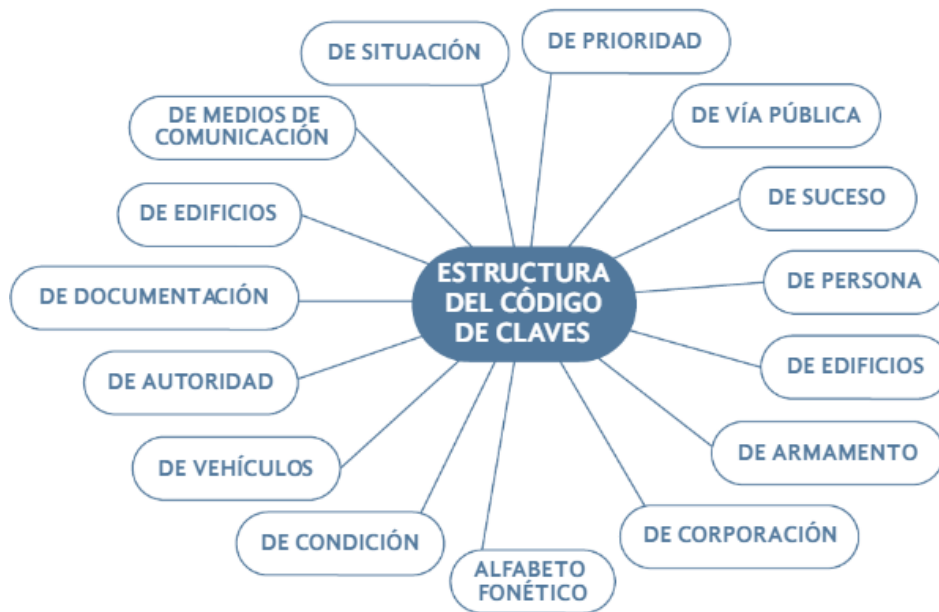 DE SITUACIÓN
DE PRIORIDAD
DE MEDIOS DE
COMUNICACIÓN
DE VÍA PÚBLICA
DE EDIFICIOS
DE SUCESO
ESTRUCTURA
DEL CÓDIGO
DE CLAVES
DE DOCUMENTACIÓN
DE PERSONA
DE AUTORIDAD
DE EDIFICIOS
DE VEHÍCULOS
DE ARMAMENTO
DE CONDICIÓN
DE CORPORACIÓN
ALFABETO
FONÉTICO